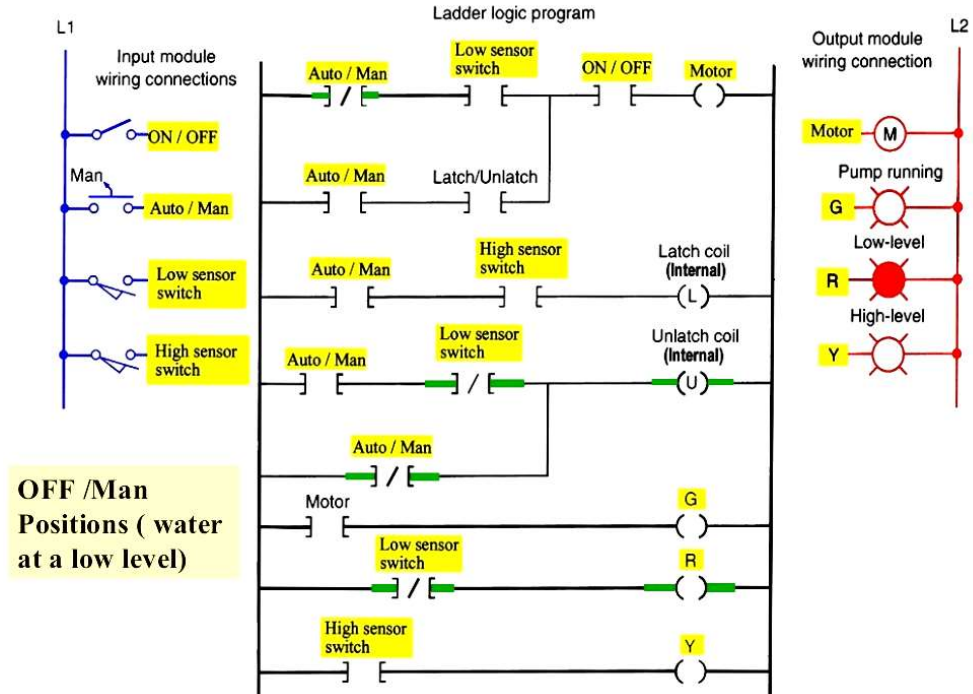 Ladder logic program
L1
Input module
wiring connections
ON / OFF
Man
Auto / Man
Low sensor
switch
High sensor
switch
OFF /Man
Positions ( water
at a low level)
Auto / Man
Low sensor
switch
ON / OFF
Motor
Auto / Man
Latch/Unlatch
Auto / Man
High sensor
switch
Latch coil
(Internal)
L
Auto / Man
Low sensor
switch
Unlatch coil
(Internal)
U
Auto / Man
Motor
G
Low sensor
switch
R
High sensor
switch
Y
L2
Output module
wiring connection
Motor
M
Pump running
G
Low-level
R
High-level
Y